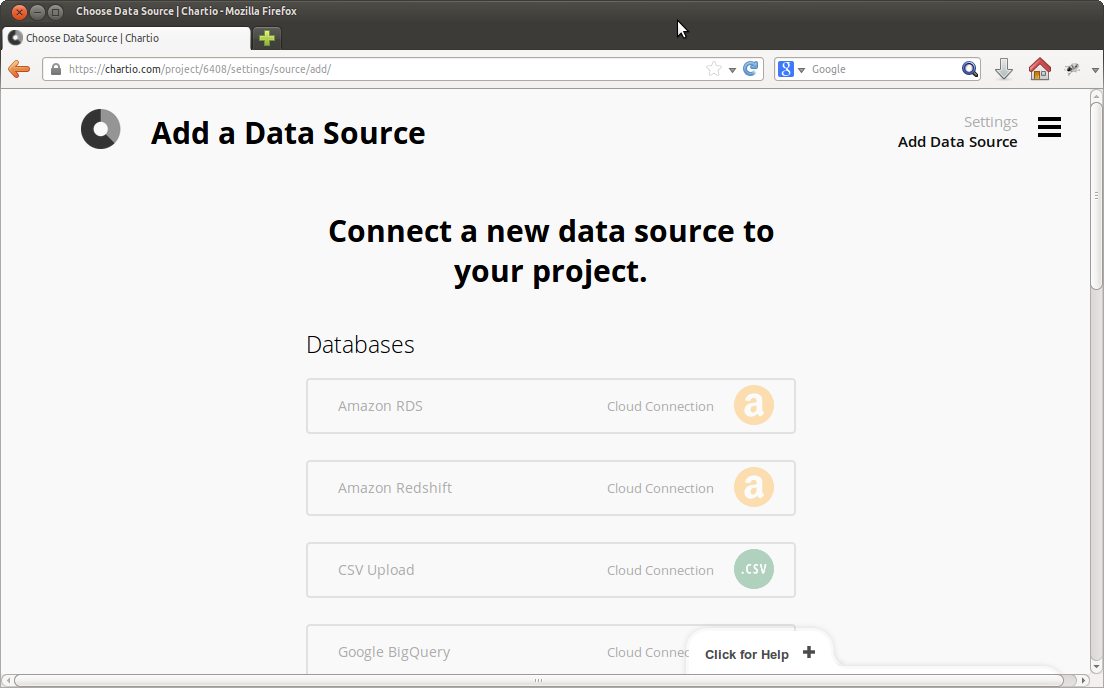 Choose Data Source | Chartio - Mozilla Firefox
Choose Data Source | Chartio
https://chartio.com/project/6408/settings/source/add/
8 Google
Add a Data Source
Settings
Add Data Source
Connect a new data source to
your project.
Databases
Amazon RDS Cloud Connection a
Amazon Redshift Cloud Connection a
CSV Upload Cloud Connection .CSV
Google BigQuery Cloud
Click for Help